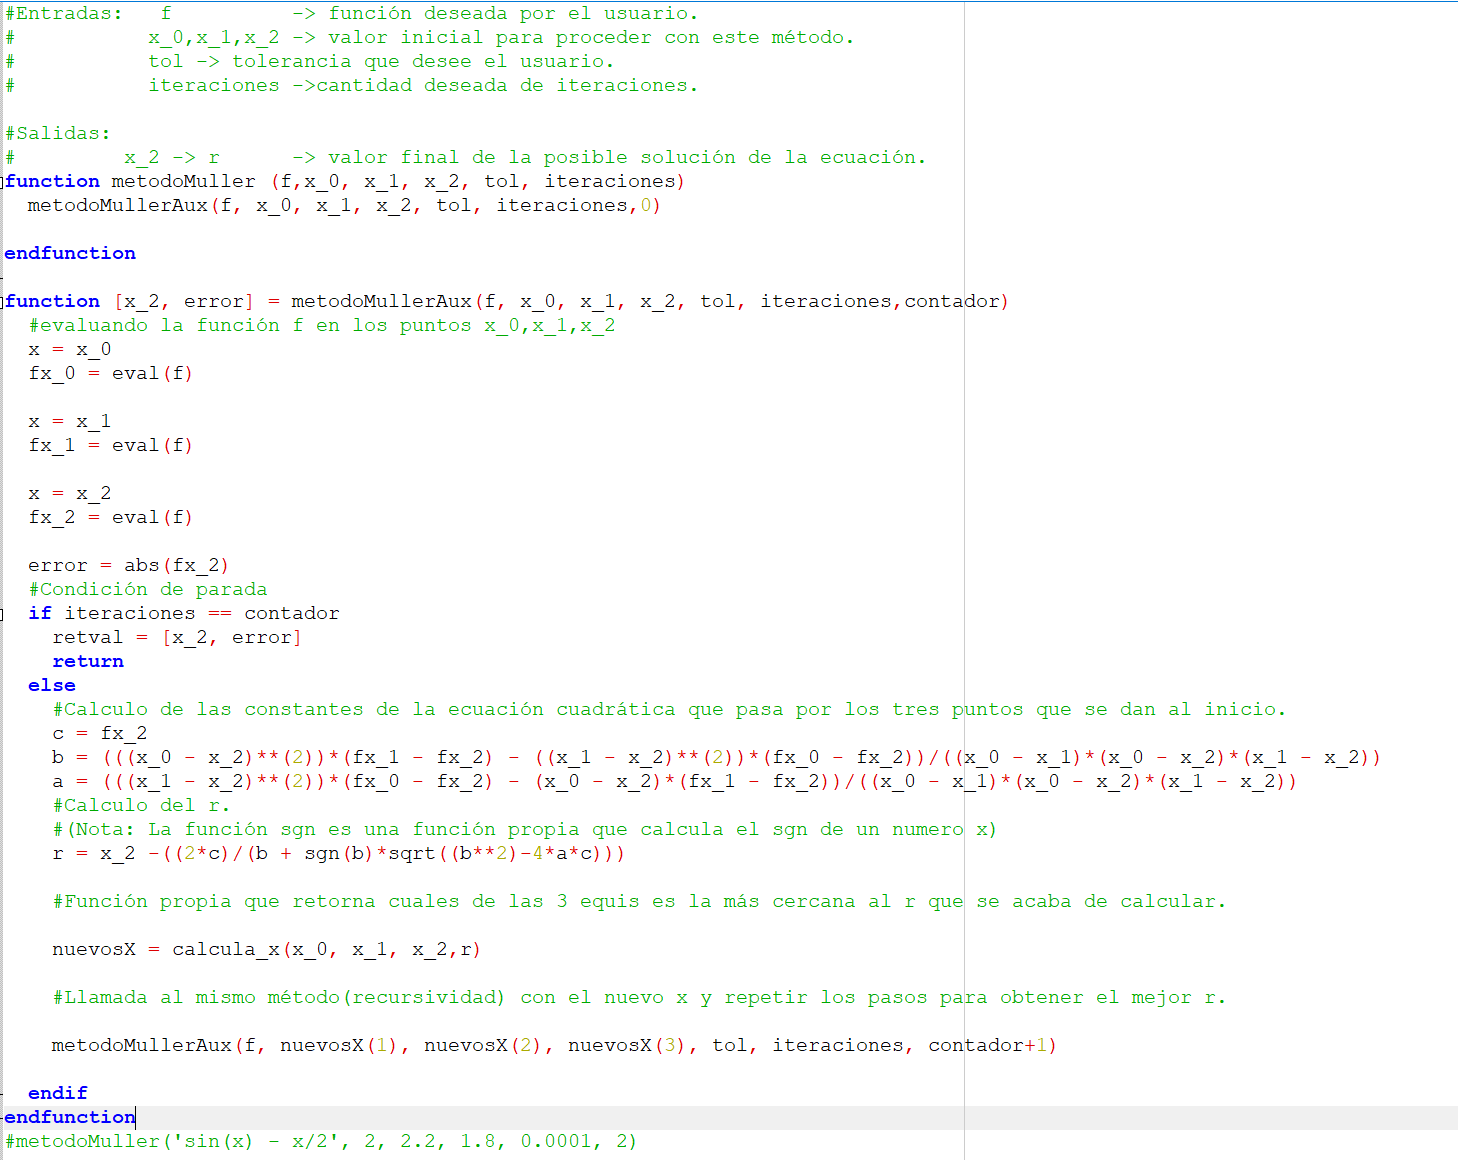 #Entradas:   f          -> función deseada por el usuario.
#           x_0,x_1,x_2 -> valor inicial para proceder con este método.
#           tol -> tolerancia que desee el usuario.
#           iteraciones ->cantidad deseada de iteraciones.
#Salidas:
#         x_2 -> r      -> valor final de la posible solución de la ecuación.
function metodoMuller (f,x_0, x_1, x_2, tol, iteraciones)
  metodoMullerAux(f, x_0, x_1, x_2, tol, iteraciones,0)
endfunction
function [x_2, error] = metodoMullerAux(f, x_0, x_1, x_2, tol, iteraciones,contador)
  #evaluando la función f en los puntos x_0,x_1,x_2
  x = x_0
  fx_0 = eval(f)
  x = x_1
  fx_1 = eval(f)
  x = x_2
  fx_2 = eval(f)
  error = abs(fx_2)
  #Condición de parada
  if iteraciones == contador
    retval = [x_2, error]
    return
  else
    #Calculo de las constantes de la ecuación cuadrática que pasa por los tres puntos que se dan al inicio.
    c = fx_2
    b = (((x_0 - x_2)**(2))*(fx_1 - fx_2) - ((x_1 - x_2)**(2))*(fx_0 - fx_2))/((x_0 - x_1)*(x_0 - x_2)*(x_1 - x_2))
    a = (((x_1 - x_2)**(2))*(fx_0 - fx_2) - (x_0 - x_2)*(fx_1 - fx_2))/((x_0 - x_1)*(x_0 - x_2)*(x_1 - x_2))
    #Calculo del r.
    #(Nota: La función sgn es una función propia que calcula el sgn de un numero x)
    r = x_2 -((2*c)/(b + sgn(b)*sqrt((b**2)-4*a*c)))
    #Función propia que retorna cuales de las 3 equis es la más cercana al r que se acaba de calcular.
    nuevosX = calcula_x(x_0, x_1, x_2,r)
    #Llamada al mismo método(recursividad) con el nuevo x y repetir los pasos para obtener el mejor r.
    metodoMullerAux(f, nuevosX(1), nuevosX(2), nuevosX(3), tol, iteraciones, contador+1)
  endif
endfunction
#metodoMuller('sin(x) - x/2', 2, 2.2, 1.8, 0.0001, 2)